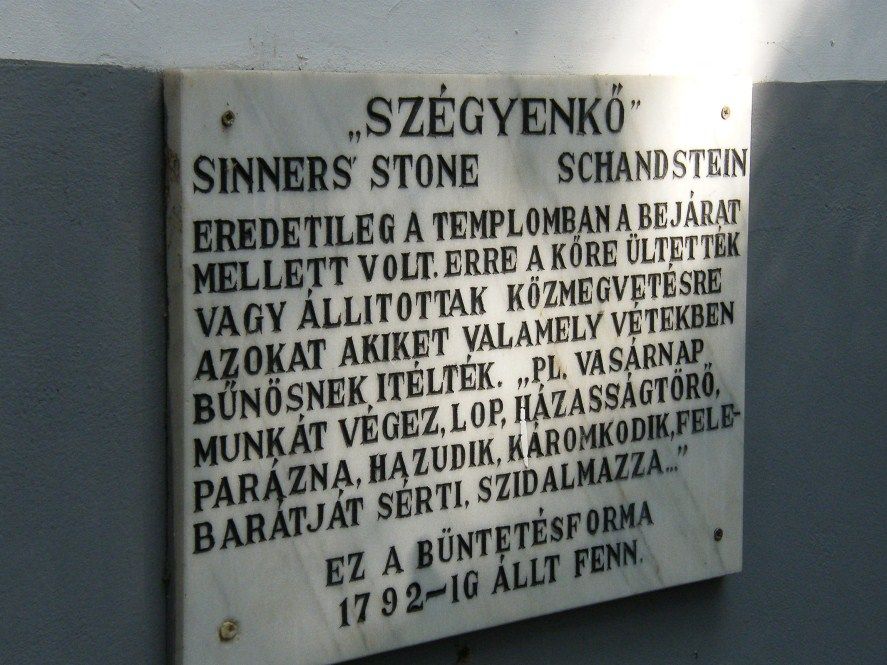 „SZÉGYENKŐ”
SINNERS' STONE SCHANDSTEIN
EREDETILEG A TEMPLOMBAN A BEJÁRAT
MELLETT VOLT. ERRE A KŐRE ÜLTETTÉK
VAGY ÁLLITOTTAK KÖZMEGVETÉSRE
AZOKAT AKIKET VALAMELY VÉTEKBEN
BŰNÖSNEK ITÉLTÉK. „PL. VASÁRNAP
MUNKÁT VÉGEZ, LOP, HÁZASSÁGTÖRŐ,
PARÁZNA, HAZUDIK, KÁROMKODIK, FELE-
BARÁTJÁT SÉRTI, SZIDALMAZZA...”
EZ A BÜNTETÉSFORMA
1792-IG ÁLLT FENN.